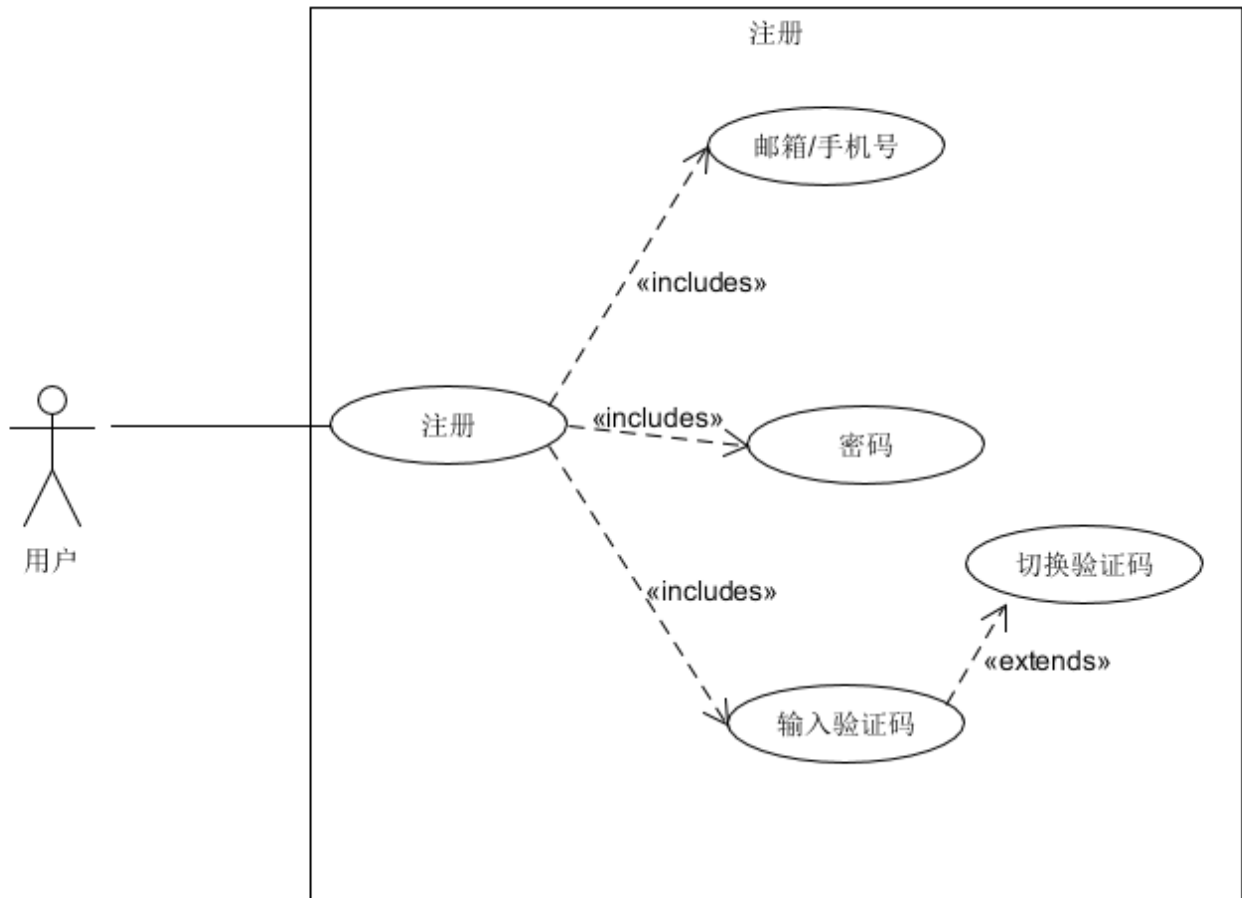 注册
邮箱/手机号
«includes»
注册
«includes»
密码
用户
切换验证码
«includes»
«extends»
输入验证码